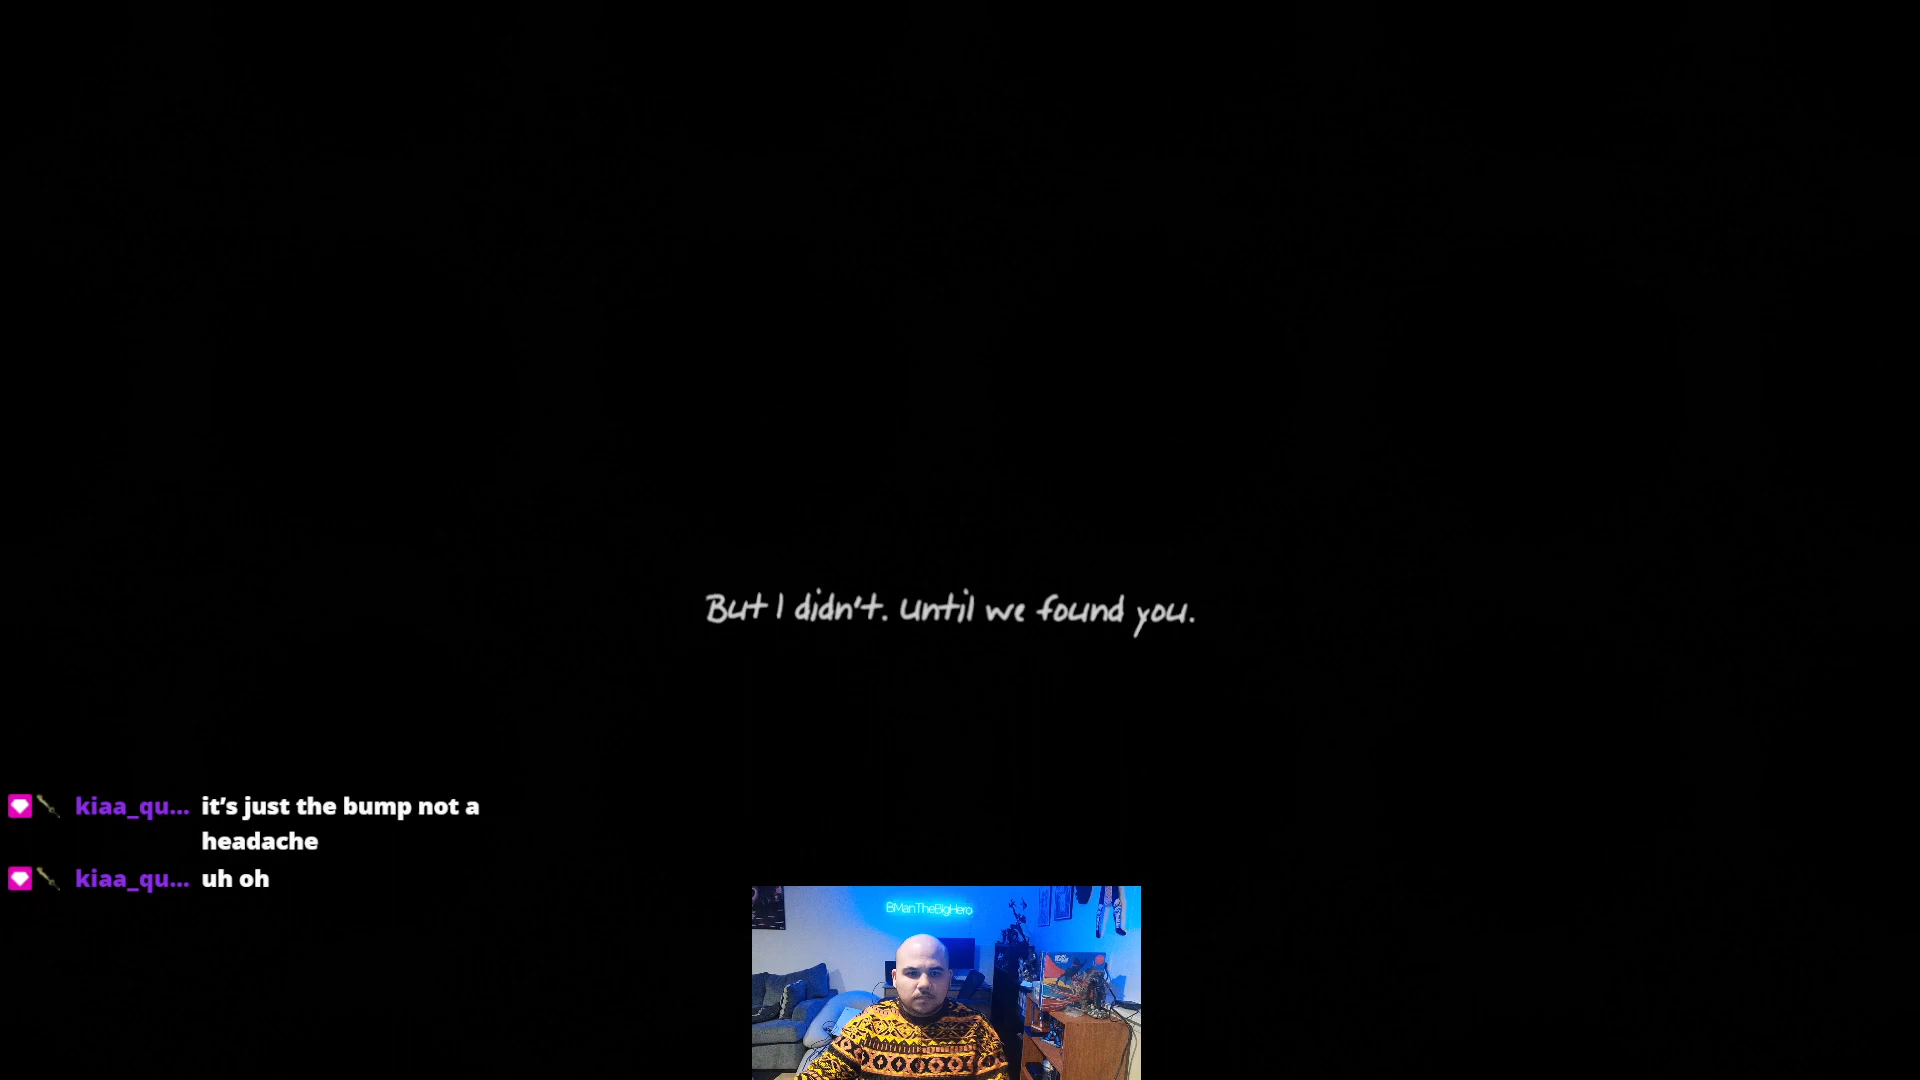 But I didn't. Until we found you.
kiaa_qu... it's just the bump not a
headache
kiaa_qu... uh oh
BManTheBigHero